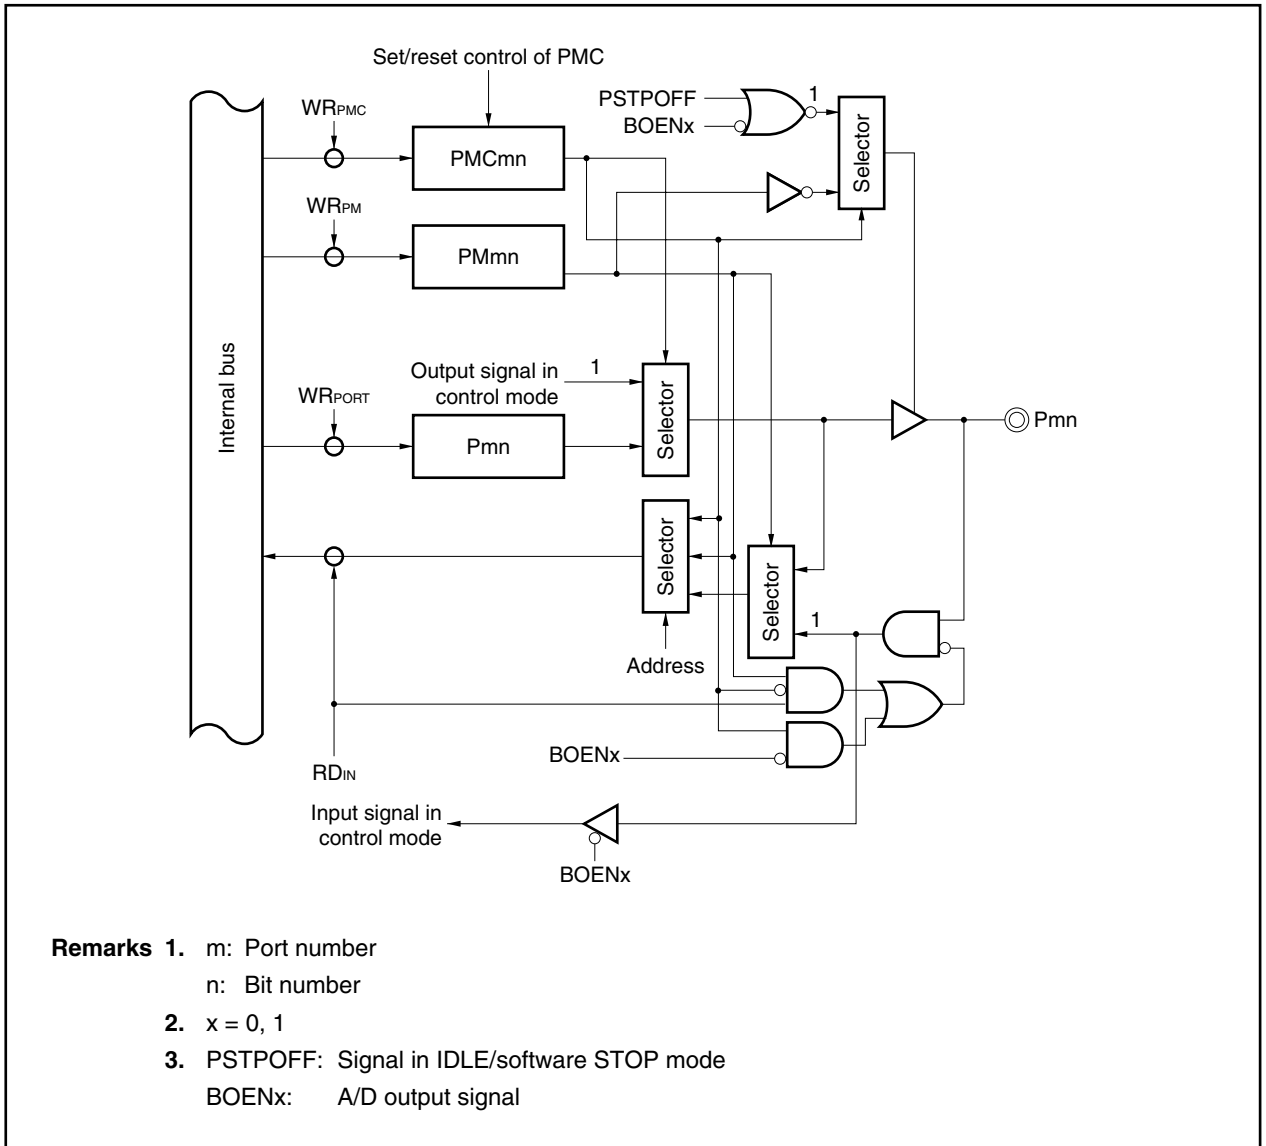 Set/reset control of PMC
WRPMC
PSTPOFF
BOENx
1
Selector
PMCmn
WRPM
PMmn
Internal bus
Output signal in
control mode
1
Selector
WRPORT
Pmn
Pmn
Selector
Address
Selector
1
BOENx
RDIN
Input signal in
control mode
BOENx
Remarks 1. m: Port number
n: Bit number
2. x = 0, 1
3. PSTPOFF: Signal in IDLE/software STOP mode
BOENx: A/D output signal